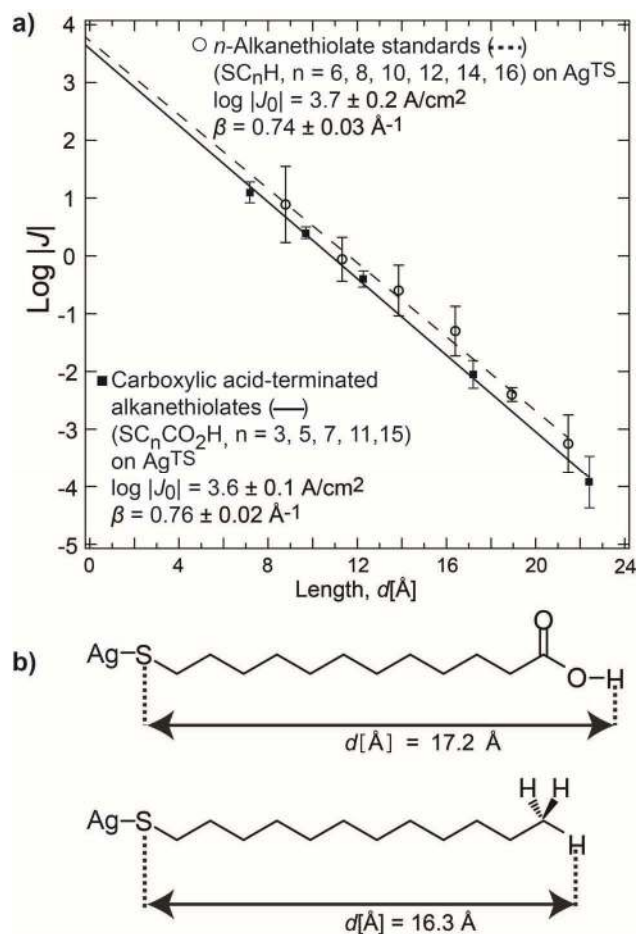 a)
○ n-Alkanethiolate standards (---)
(SCnH, n = 6, 8, 10, 12, 14, 16) on AgTS
log |J0| = 3.7 ± 0.2 A/cm2
β = 0.74 ± 0.03 Å-1
■ Carboxylic acid-terminated
alkanethiolates (—)
(SCnCO2H, n = 3, 5, 7, 11,15)
on AgTS
log |J0| = 3.6 ± 0.1 A/cm2
β = 0.76 ± 0.02 Å-1
Log |J|
4
3
2
1
0
-1
-2
-3
-4
-5
0 4 8 12 16 20 24
Length, d[Å]
b)
Ag S O O H
d[Å] = 17.2 Å
Ag S H H H
d[Å] = 16.3 Å